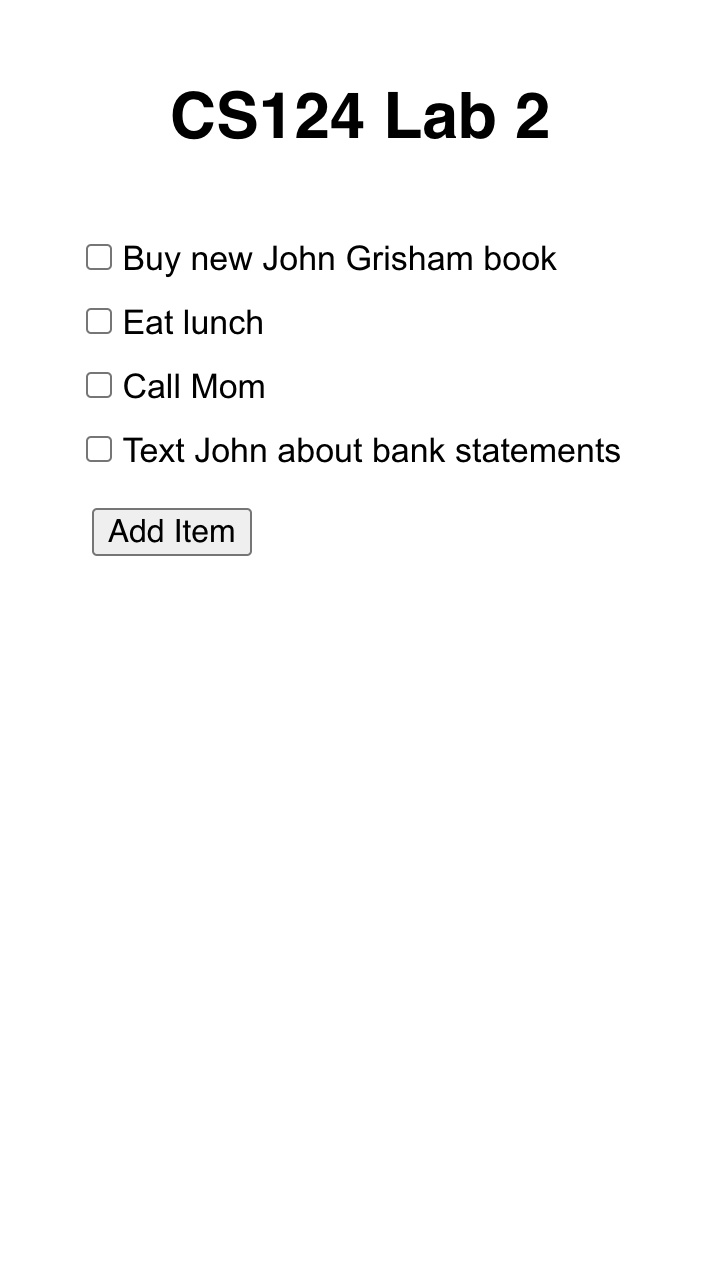 CS124 Lab 2
Buy new John Grisham book
Eat lunch
Call Mom
Text John about bank statements
Add Item